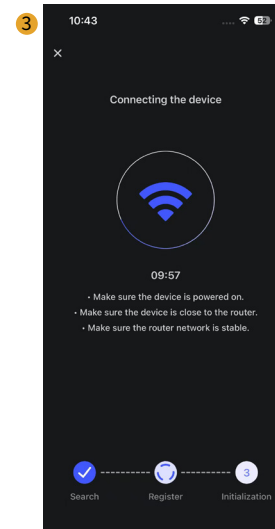 3
10:43
52
×
Connecting the device
09:57
• Make sure the device is powered on.
• Make sure the device is close to the router.
• Make sure the router network is stable.
3
Search Register Initialization